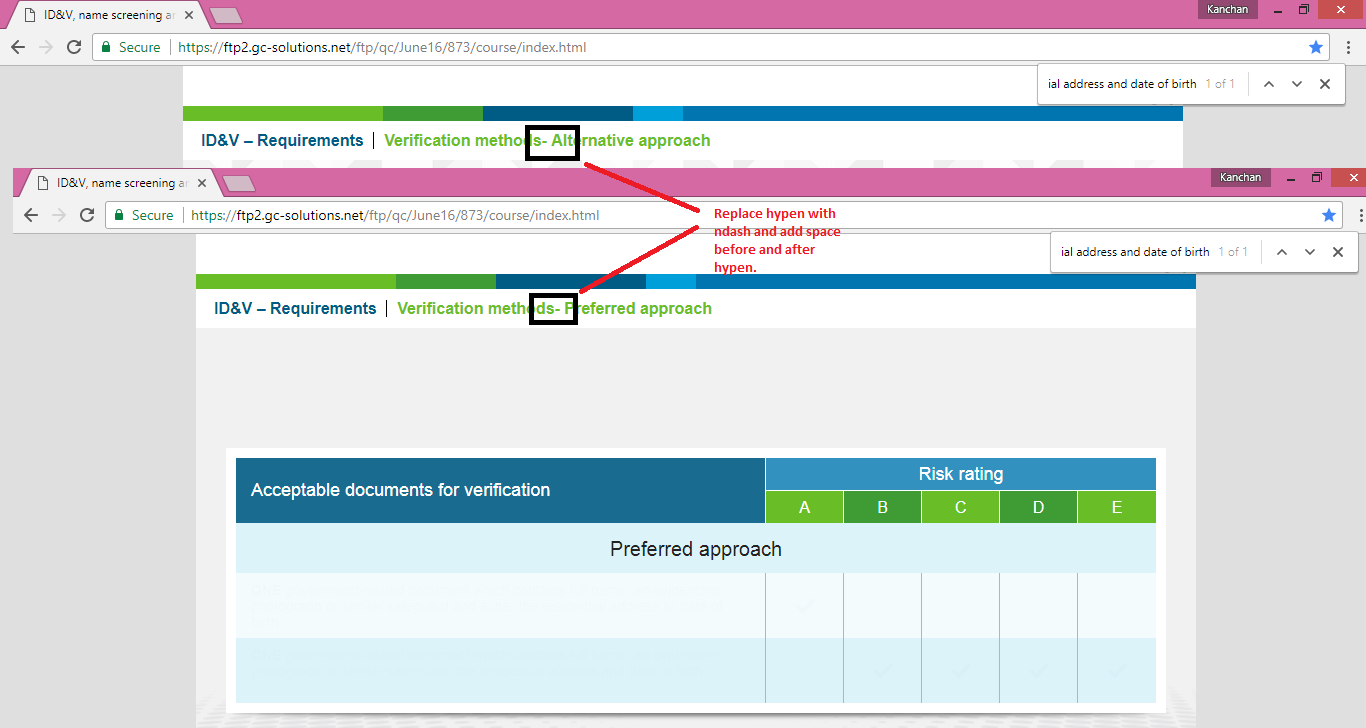 ID&V, name screening ar
Kanchan
Secure https://ftp2.gc-solutions.net/ftp/qc/June16/873/course/index.html
ial address and date of birth 1 of 1
ID&V – Requirements | Verification methods- Alternative approach
ID&V, name screening ar
Kanchan
Secure https://ftp2.gc-solutions.net/ftp/qc/June16/873/course/index.html
Replace hypen with
ndash and add space
before and after
hypen.
ial address and date of birth 1 of 1
ID&V – Requirements | Verification methods- Preferred approach
Acceptable documents for verification
Risk rating
A B C D E
Preferred approach